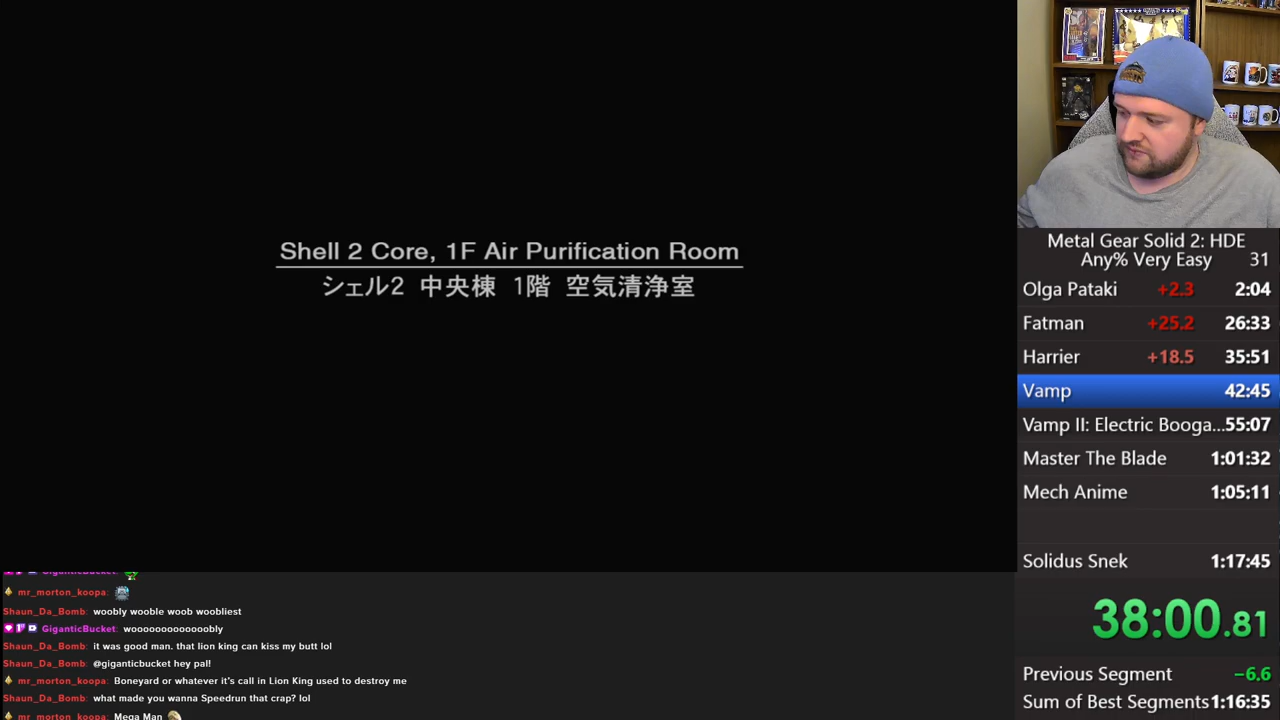 Shell 2 Core, 1F Air Purification Room
シェル2 中央棟 1階 空気清浄室
Metal Gear Solid 2: HDE
Any% Very Easy 31
Olga Pataki +2.3 2:04
Fatman +25.2 26:33
Harrier +18.5 35:51
Vamp 42:45
Vamp II: Electric Booga... 55:07
Master The Blade 1:01:32
Mech Anime 1:05:11
Solidus Snek 1:17:45
38:00.81
Previous Segment −6.6
Sum of Best Segments 1:16:35
GiganticBucket:
mr_morton_koopa:
Shaun_Da_Bomb: woobly wooble woob woobliest
GiganticBucket: wooooooooooooobly
Shaun_Da_Bomb: it was good man. that lion king can kiss my butt lol
Shaun_Da_Bomb: @giganticbucket hey pal!
mr_morton_koopa: Boneyard or whatever it's call in Lion King used to destroy me
Shaun_Da_Bomb: what made you wanna Speedrun that crap? lol
mr_morton_koopa: Mega Man